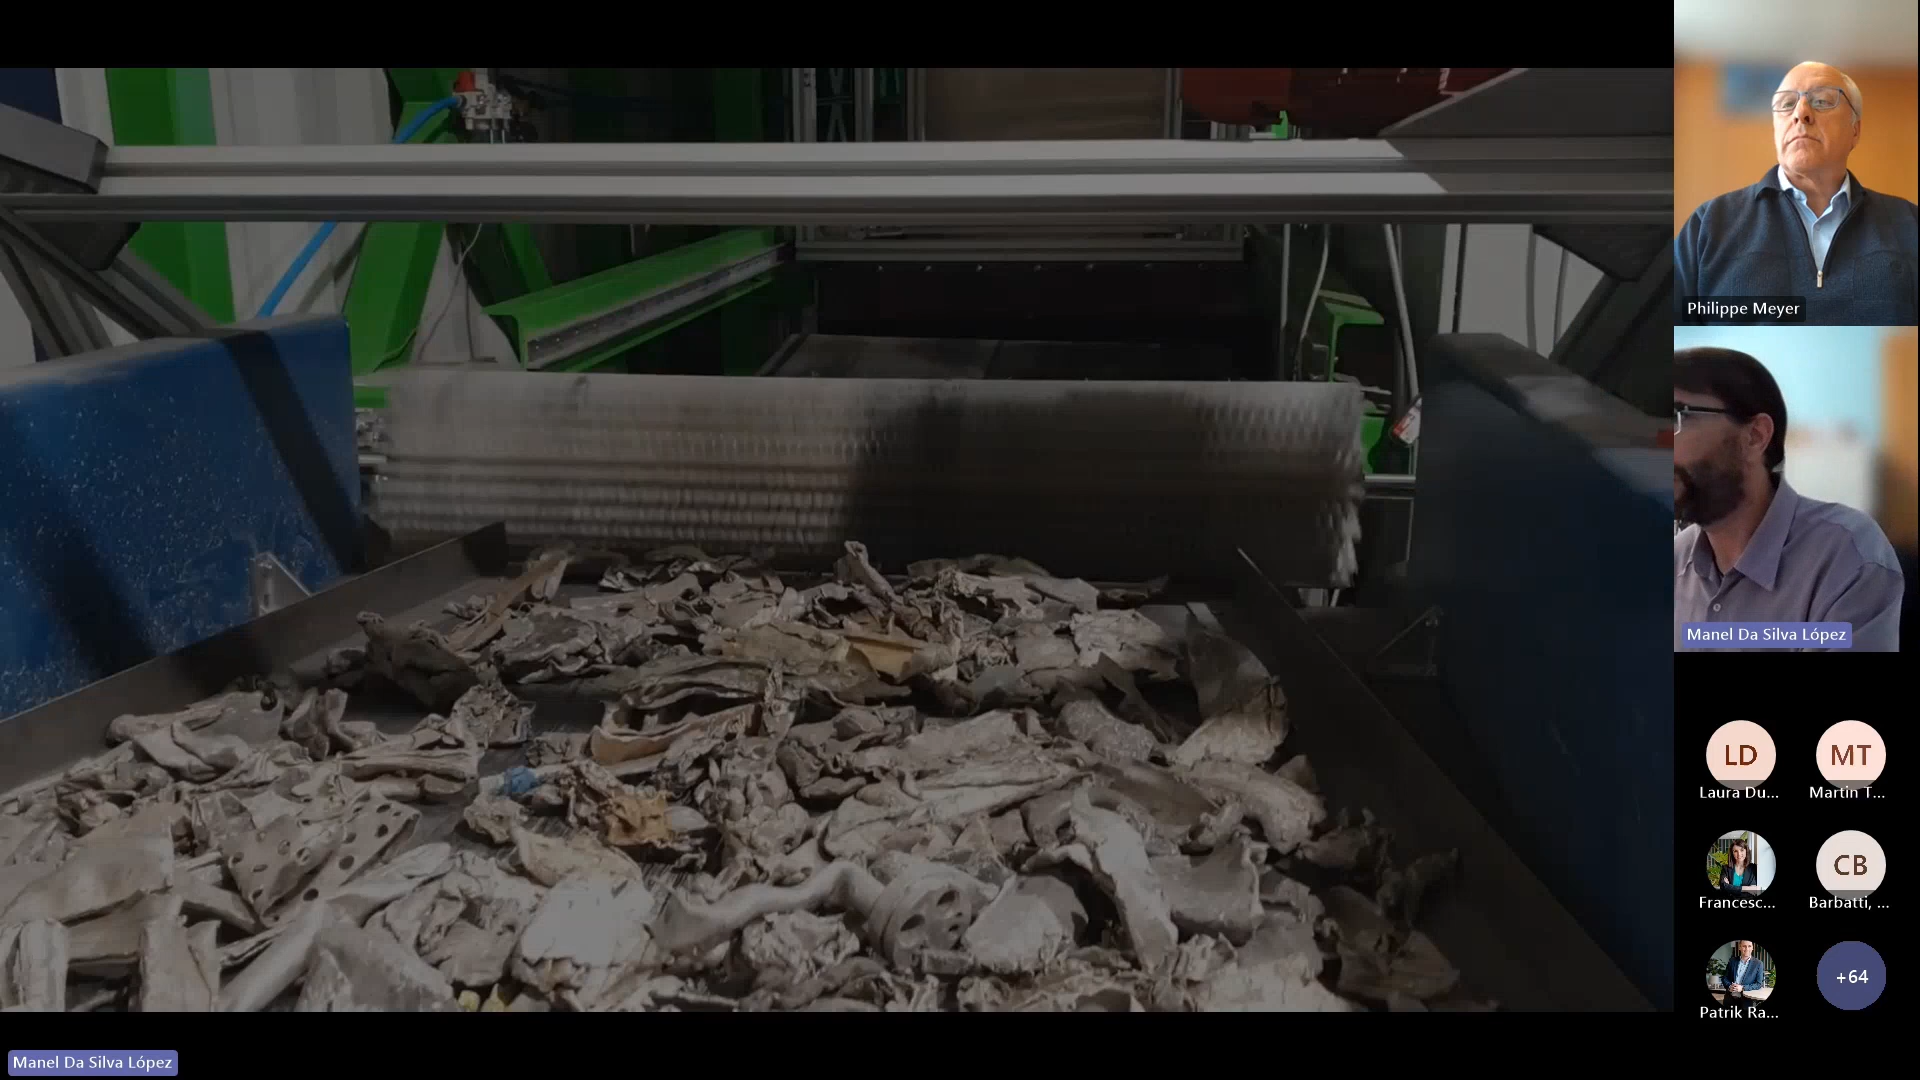 Philippe Meyer
Manel Da Silva López
LD
Laura Du...
MT
Martin T...
Francesc...
CB
Barbatti, ...
Patrik Ra...
+64
Manel Da Silva López